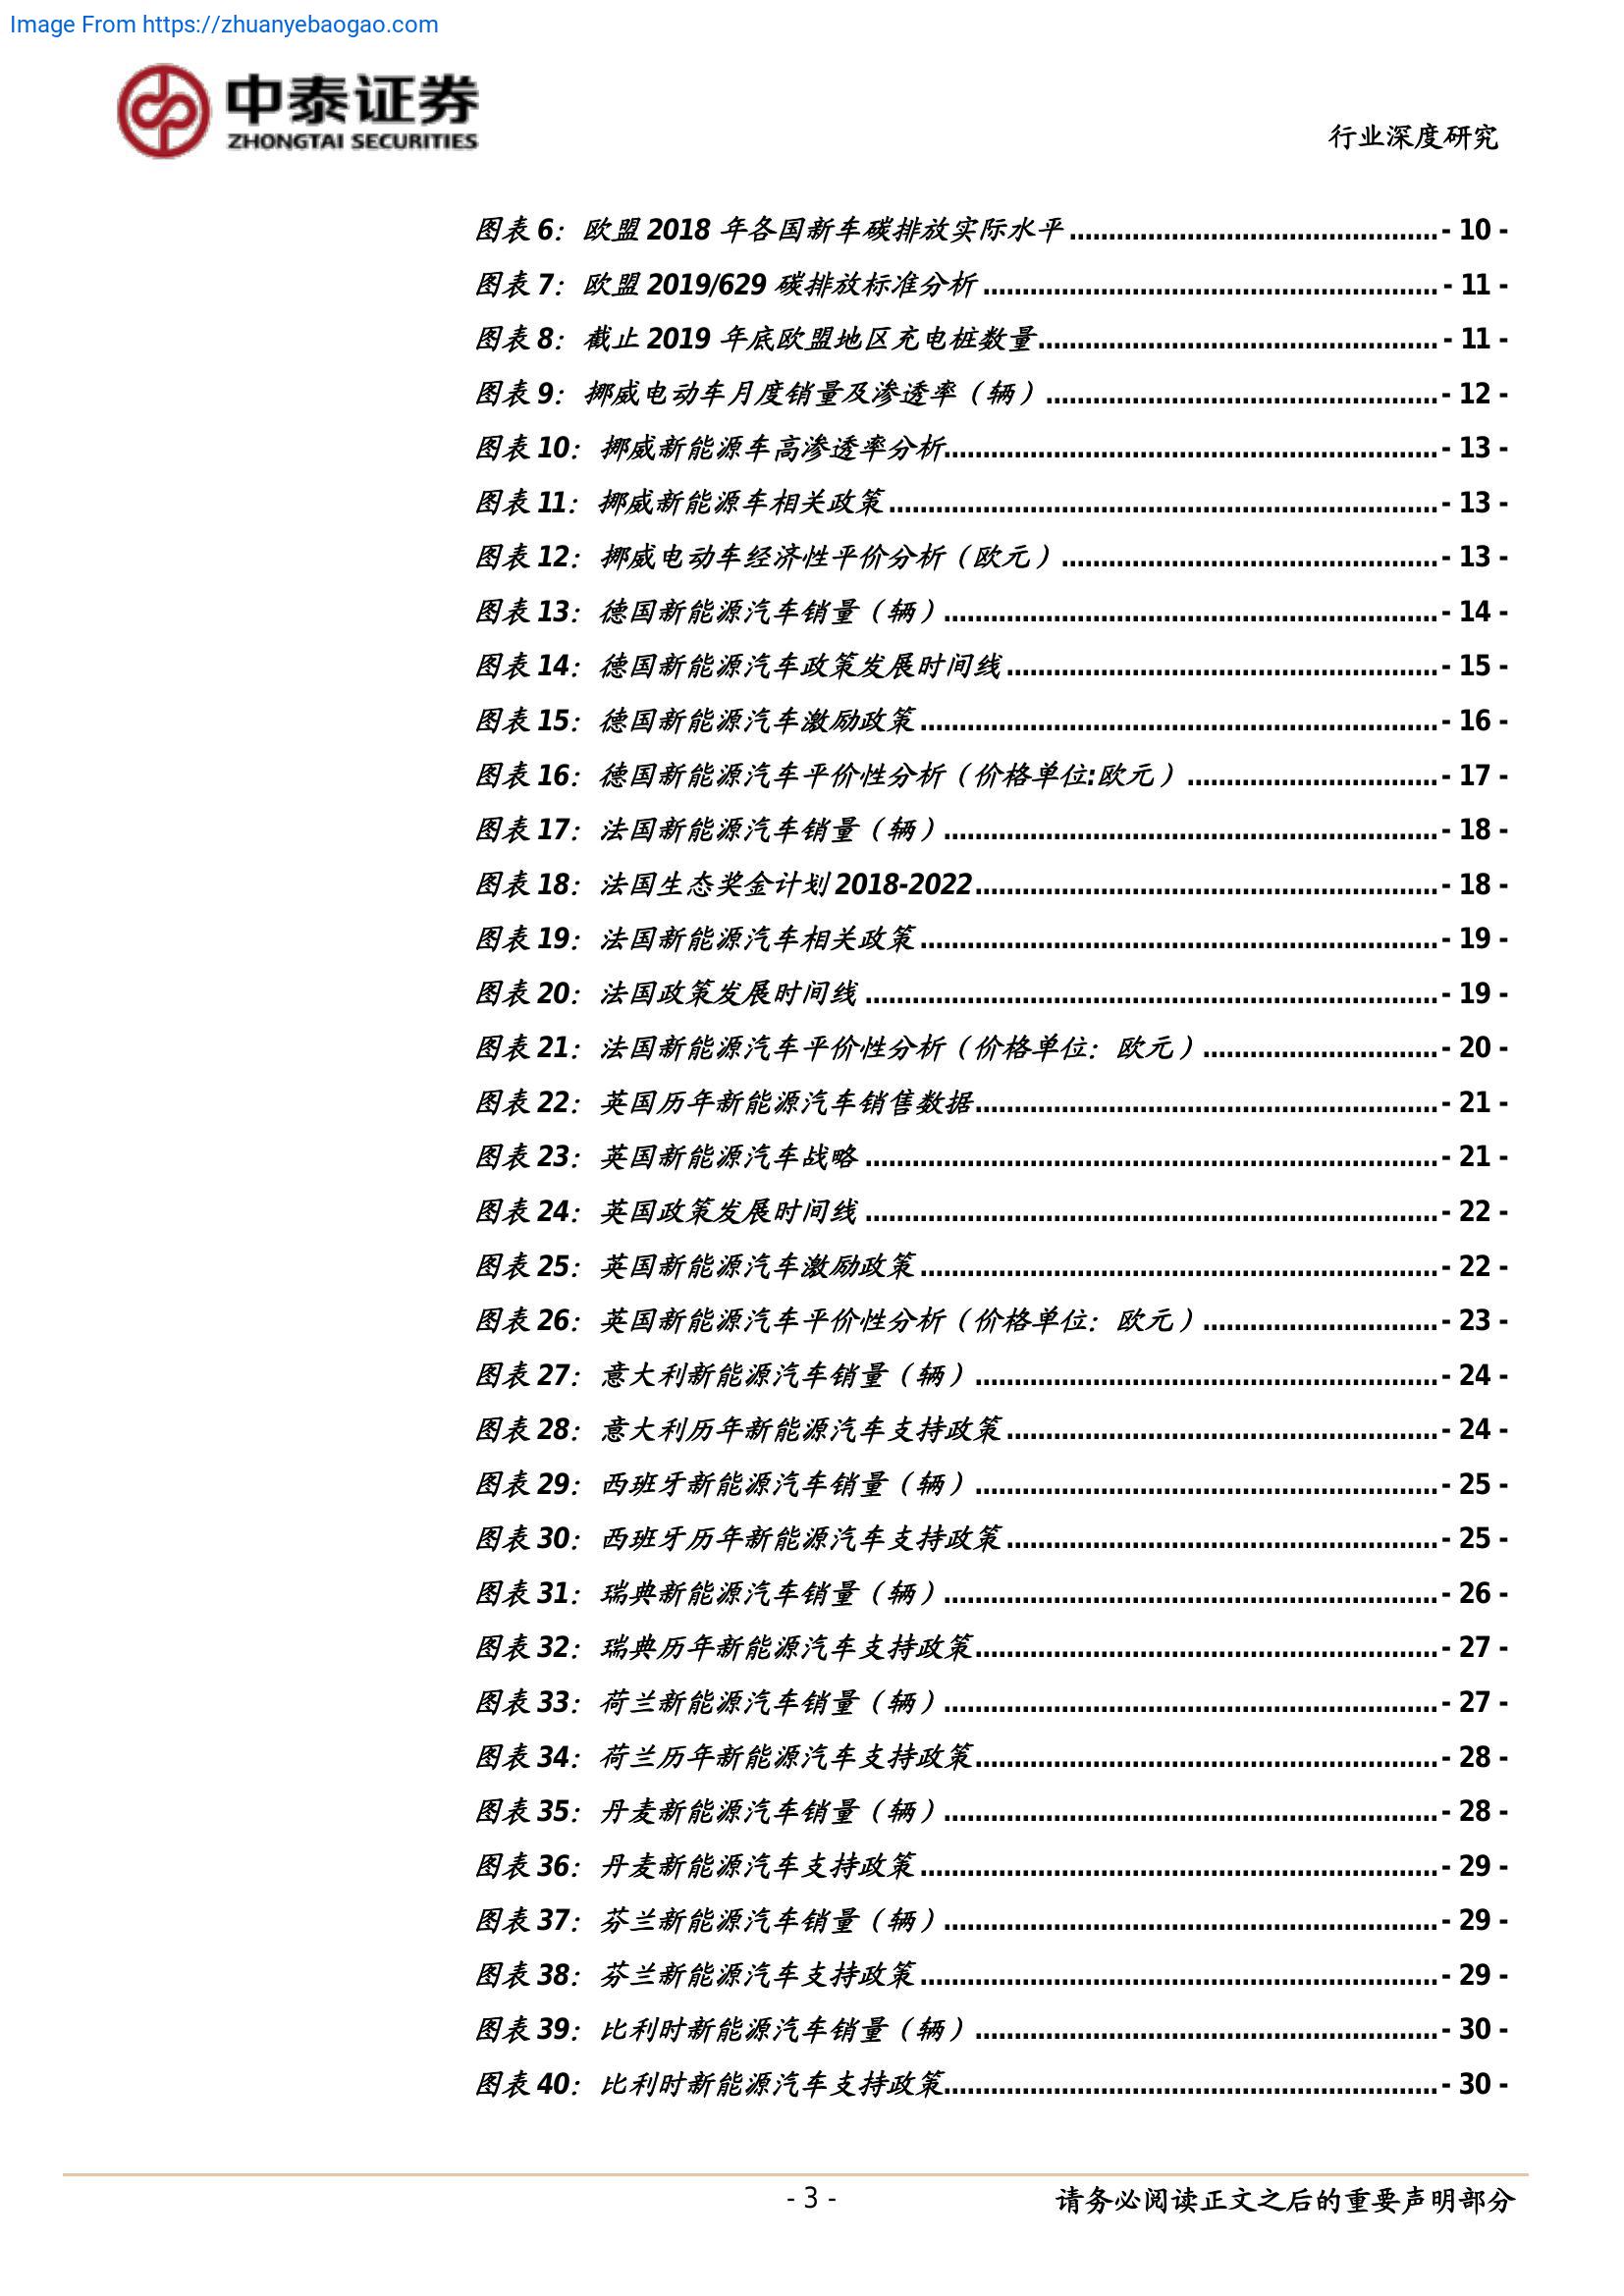 Image From https://zhuanyebaogao.com
中泰证券
ZHONGTAI SECURITIES
行业深度研究
图表 6：欧盟 2018 年各国新车碳排放实际水平 - 10 -
图表 7：欧盟 2019/629 碳排放标准分析 - 11 -
图表 8：截止 2019 年底欧盟地区充电桩数量 - 11 -
图表 9：挪威电动车月度销量及渗透率（辆） - 12 -
图表 10：挪威新能源车高渗透率分析 - 13 -
图表 11：挪威新能源车相关政策 - 13 -
图表 12：挪威电动车经济性平价分析（欧元） - 13 -
图表 13：德国新能源汽车销量（辆） - 14 -
图表 14：德国新能源汽车政策发展时间线 - 15 -
图表 15：德国新能源汽车激励政策 - 16 -
图表 16：德国新能源汽车平价性分析（价格单位:欧元） - 17 -
图表 17：法国新能源汽车销量（辆） - 18 -
图表 18：法国生态奖金计划 2018-2022 - 18 -
图表 19：法国新能源汽车相关政策 - 19 -
图表 20：法国政策发展时间线 - 19 -
图表 21：法国新能源汽车平价性分析（价格单位：欧元） - 20 -
图表 22：英国历年新能源汽车销售数据 - 21 -
图表 23：英国新能源汽车战略 - 21 -
图表 24：英国政策发展时间线 - 22 -
图表 25：英国新能源汽车激励政策 - 22 -
图表 26：英国新能源汽车平价性分析（价格单位：欧元） - 23 -
图表 27：意大利新能源汽车销量（辆） - 24 -
图表 28：意大利历年新能源汽车支持政策 - 24 -
图表 29：西班牙新能源汽车销量（辆） - 25 -
图表 30：西班牙历年新能源汽车支持政策 - 25 -
图表 31：瑞典新能源汽车销量（辆） - 26 -
图表 32：瑞典历年新能源汽车支持政策 - 27 -
图表 33：荷兰新能源汽车销量（辆） - 27 -
图表 34：荷兰历年新能源汽车支持政策 - 28 -
图表 35：丹麦新能源汽车销量（辆） - 28 -
图表 36：丹麦新能源汽车支持政策 - 29 -
图表 37：芬兰新能源汽车销量（辆） - 29 -
图表 38：芬兰新能源汽车支持政策 - 29 -
图表 39：比利时新能源汽车销量（辆） - 30 -
图表 40：比利时新能源汽车支持政策 - 30 -
- 3 -
请务必阅读正文之后的重要声明部分